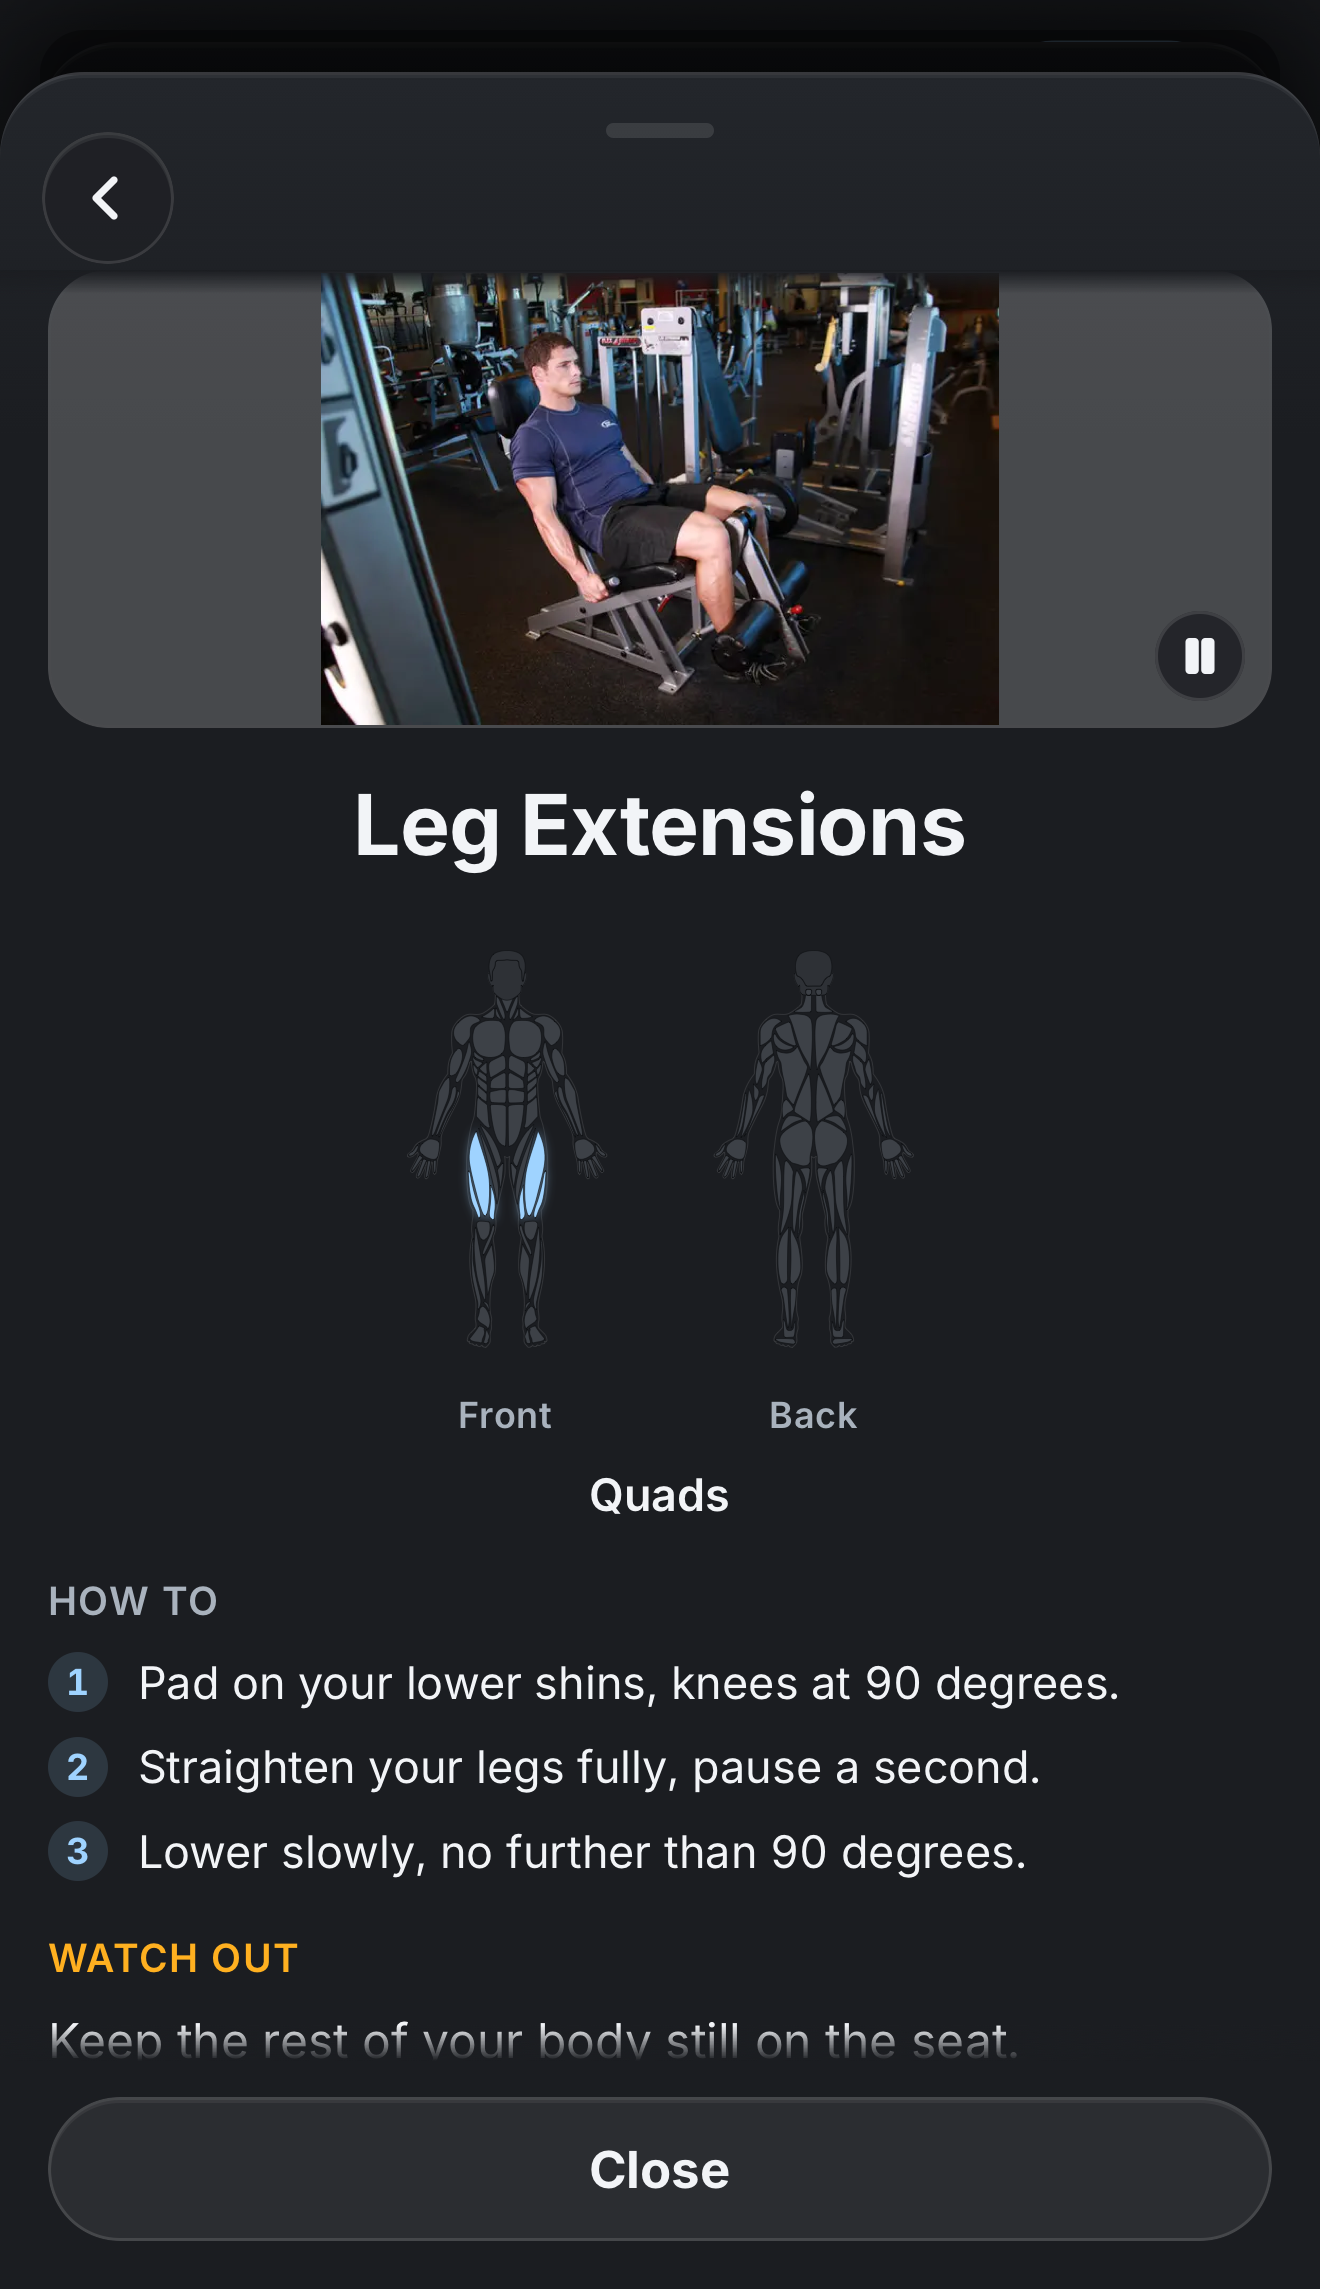 Leg Extensions
Front
Back
Quads
HOW TO
1 Pad on your lower shins, knees at 90 degrees.
2 Straighten your legs fully, pause a second.
3 Lower slowly, no further than 90 degrees.
WATCH OUT
Keep the rest of your body still on the seat.
Close